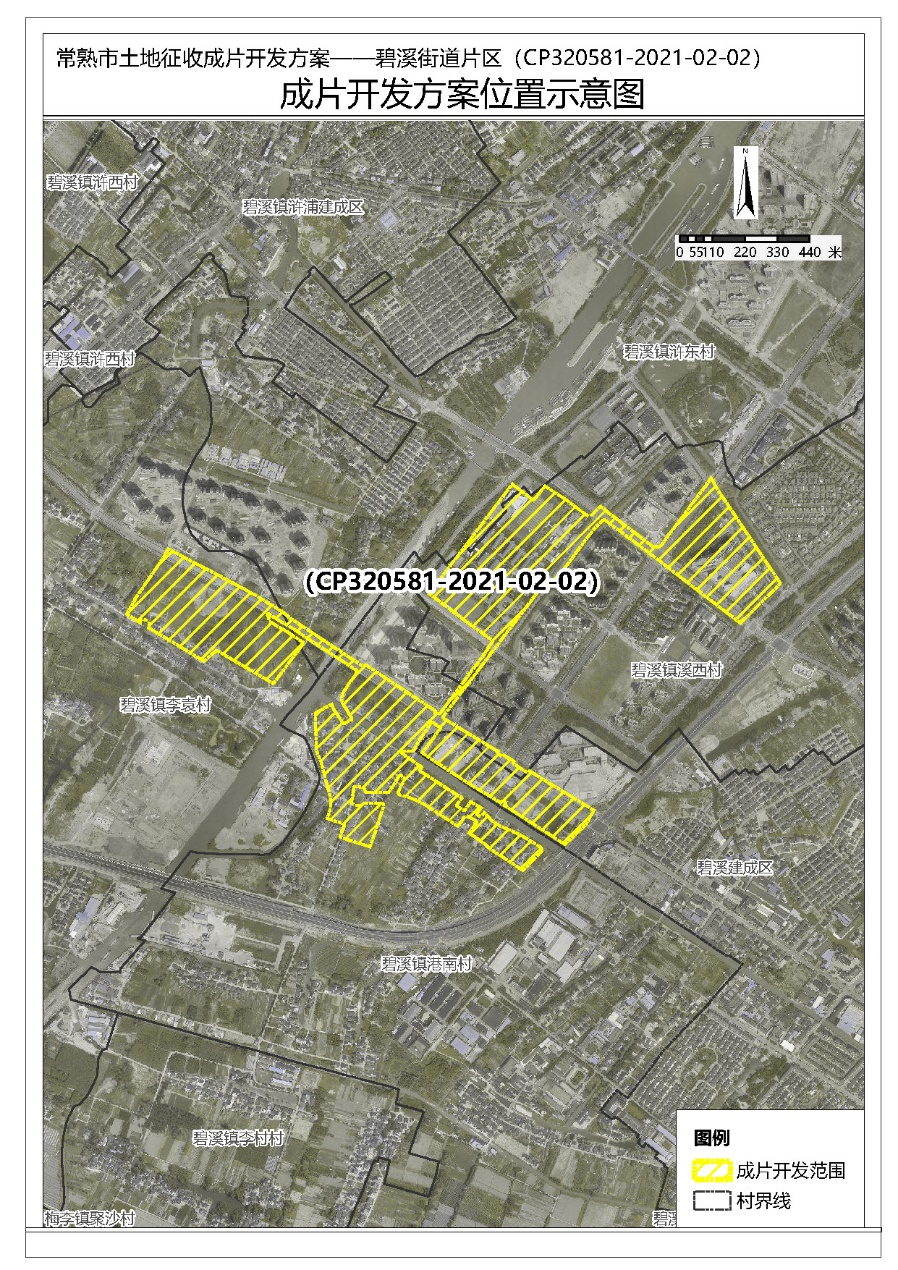 常熟市土地征收成片开发方案——碧溪街道片区（CP320581-2021-02-02）
成片开发方案位置示意图
N
0 55110 220 330 440 米
碧溪镇浒西村
碧溪镇浒浦建成区
碧溪镇浒西村
碧溪镇浒东村
(CP320581-2021-02-02)
碧溪镇溪西村
碧溪镇李袁村
碧溪建成区
碧溪镇港南村
碧溪镇李村村
梅李镇聚沙村
碧溪
图例
成片开发范围
村界线